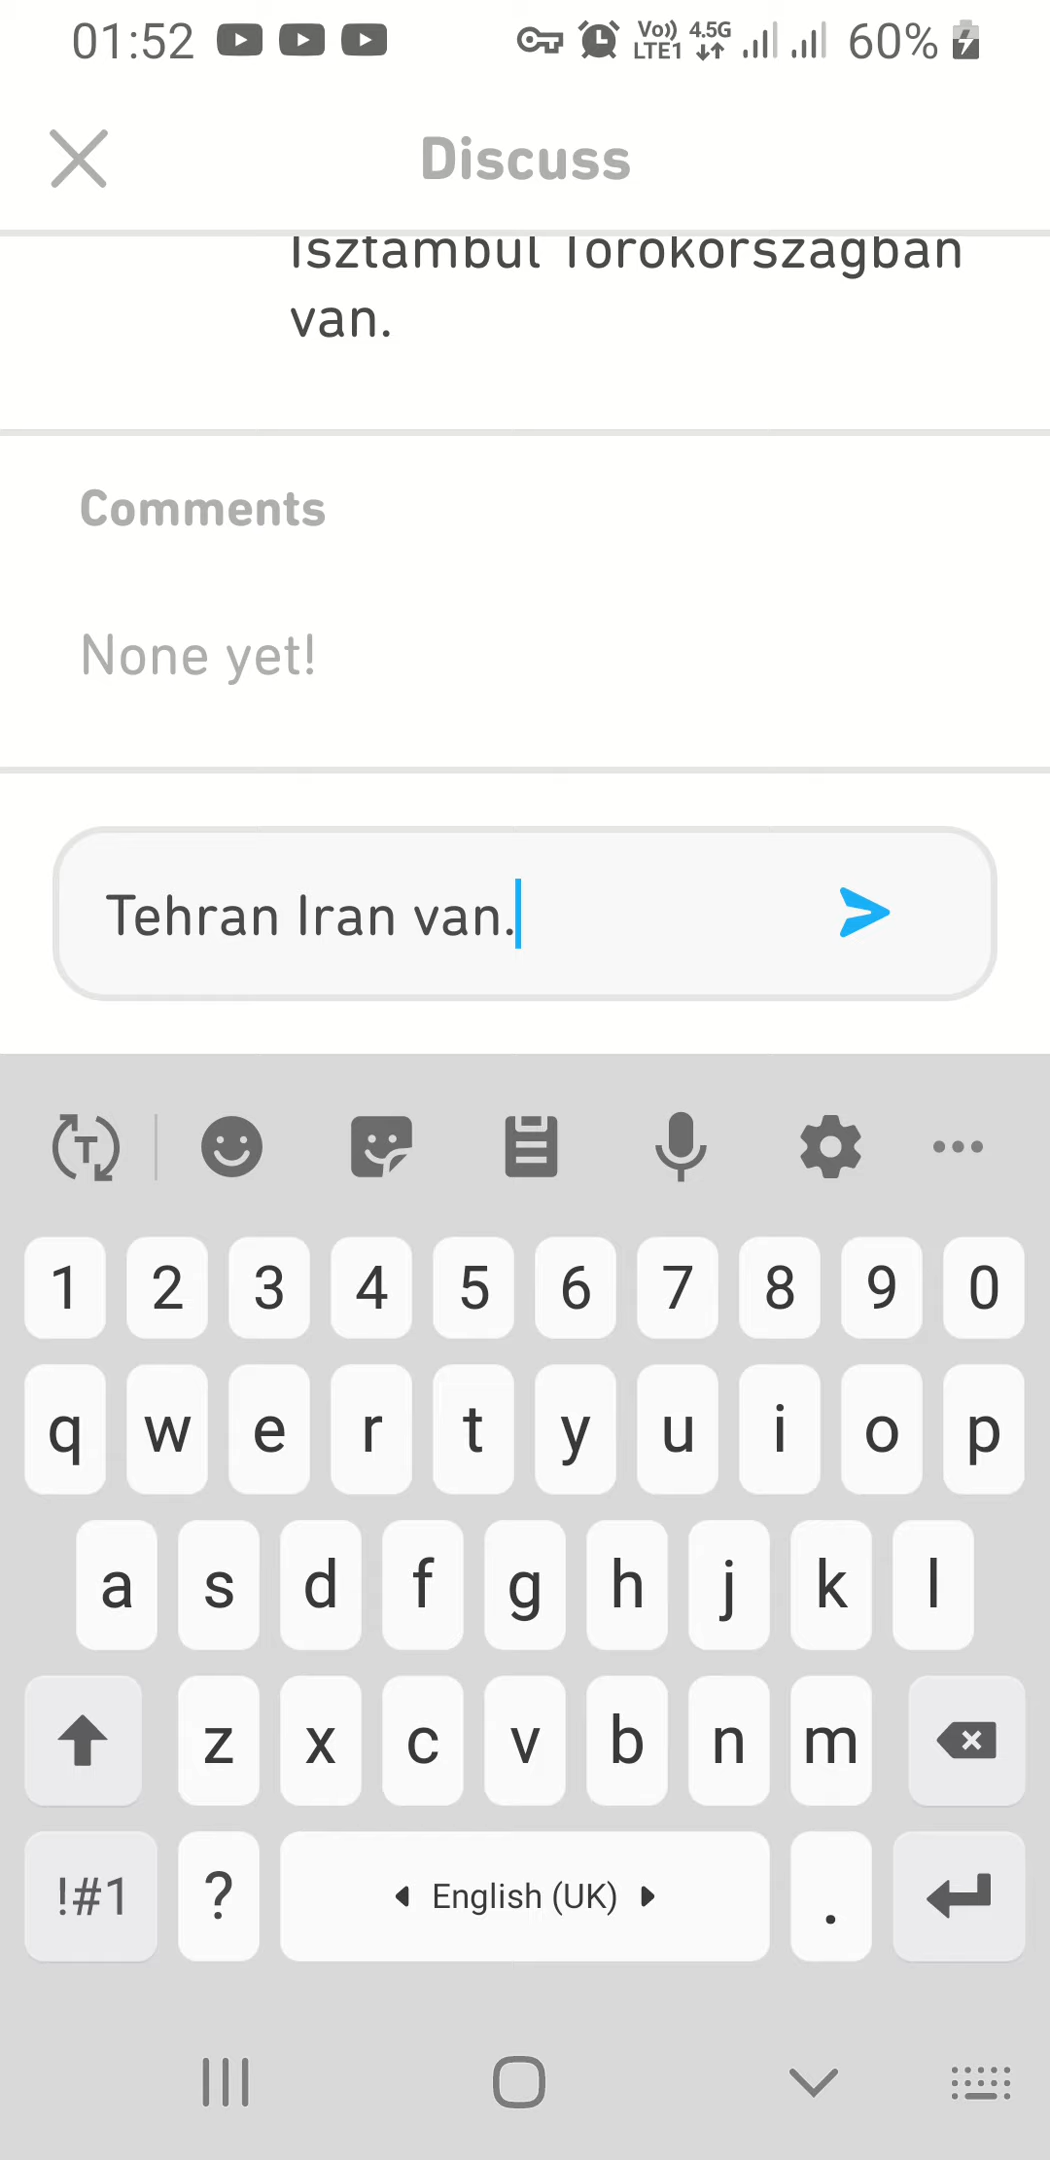 01:52 Vo)) LTE1 4.5G 60%
Discuss
Isztambul Törökországban
van.
Comments
None yet!
Tehran Iran van.
T
1 2 3 4 5 6 7 8 9 0
q w e r t y u i o p
a s d f g h j k l
z x c v b n m
!#1 ? English (UK) .